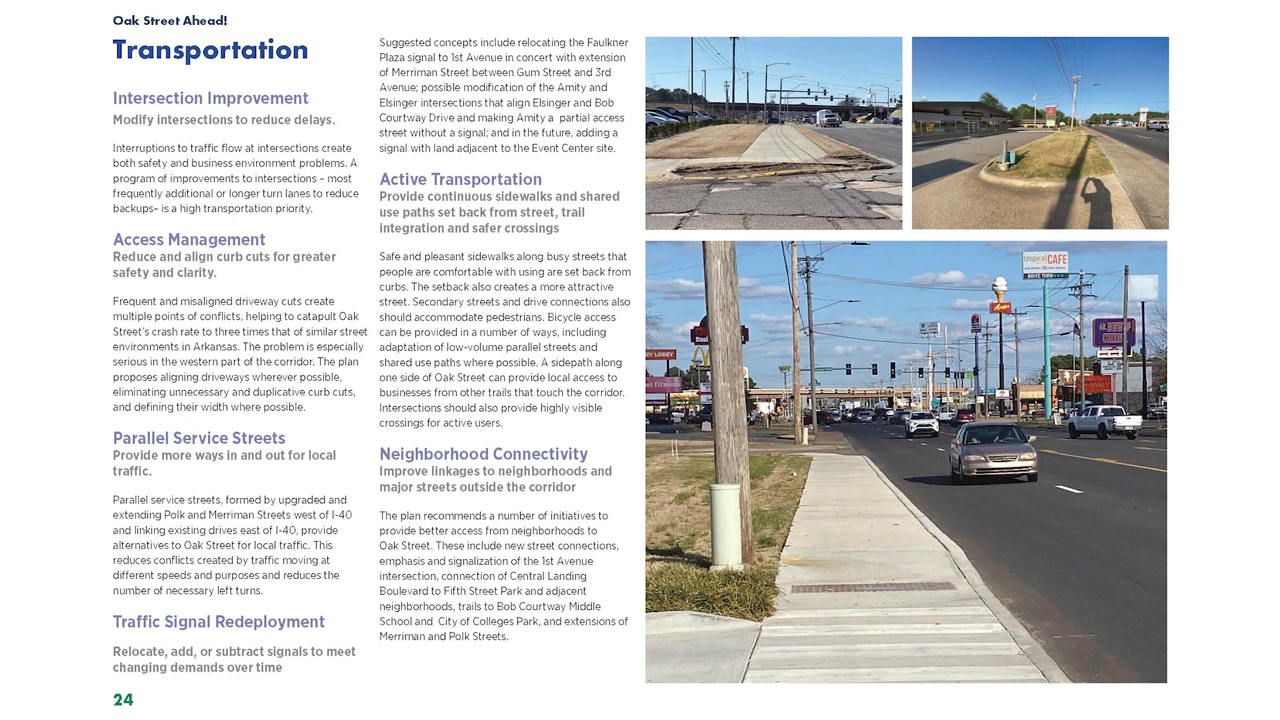 Oak Street Ahead!
Transportation
Intersection Improvement
Modify intersections to reduce delays.
Interruptions to traffic flow at intersections create
both safety and business environment problems. A
program of improvements to intersections – most
frequently additional or longer turn lanes to reduce
backups– is a high transportation priority.
Access Management
Reduce and align curb cuts for greater
safety and clarity.
Frequent and misaligned driveway cuts create
multiple points of conflicts, helping to catapult Oak
Street's crash rate to three times that of similar street
environments in Arkansas. The problem is especially
serious in the western part of the corridor. The plan
proposes aligning driveways wherever possible,
eliminating unnecessary and duplicative curb cuts,
and defining their width where possible.
Parallel Service Streets
Provide more ways in and out for local
traffic.
Parallel service streets, formed by upgraded and
extending Polk and Merriman Streets west of I-40
and linking existing drives east of I-40, provide
alternatives to Oak Street for local traffic. This
reduces conflicts created by traffic moving at
different speeds and purposes and reduces the
number of necessary left turns.
Traffic Signal Redeployment
Relocate, add, or subtract signals to meet
changing demands over time
24
Suggested concepts include relocating the Faulkner
Plaza signal to 1st Avenue in concert with extension
of Merriman Street between Gum Street and 3rd
Avenue; possible modification of the Amity and
Elsinger intersections that align Elsinger and Bob
Courtway Drive and making Amity a partial access
street without a signal; and in the future, adding a
signal with land adjacent to the Event Center site.
Active Transportation
Provide continuous sidewalks and shared
use paths set back from street, trail
integration and safer crossings
Safe and pleasant sidewalks along busy streets that
people are comfortable with using are set back from
curbs. The setback also creates a more attractive
street. Secondary streets and drive connections also
should accommodate pedestrians. Bicycle access
can be provided in a number of ways, including
adaptation of low-volume parallel streets and
shared use paths where possible. A sidepath along
one side of Oak Street can provide local access to
businesses from other trails that touch the corridor.
Intersections should also provide highly visible
crossings for active users.
Neighborhood Connectivity
Improve linkages to neighborhoods and
major streets outside the corridor
The plan recommends a number of initiatives to
provide better access from neighborhoods to
Oak Street. These include new street connections,
emphasis and signalization of the 1st Avenue
intersection, connection of Central Landing
Boulevard to Fifth Street Park and adjacent
neighborhoods, trails to Bob Courtway Middle
School and City of Colleges Park, and extensions of
Merriman and Polk Streets.
tropical CAFE
DRIVE THRU
BY LOBBY